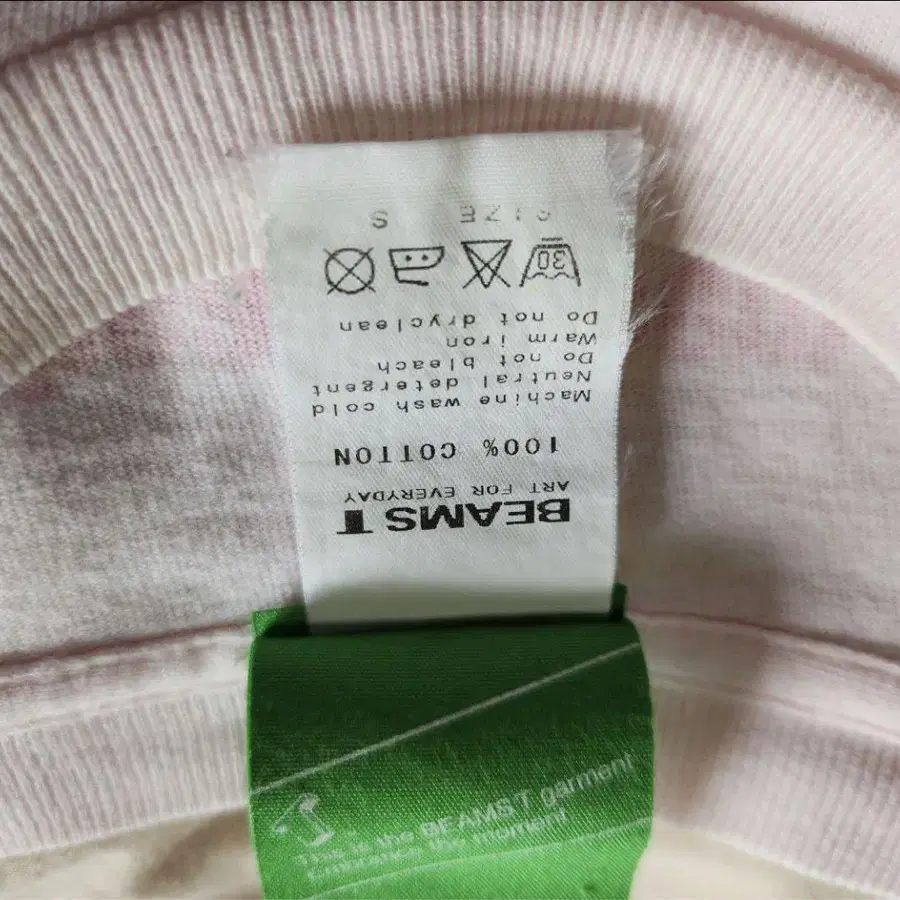 BEAMS T
ART FOR EVERYDAY
100% COTTON
Machine wash cold
Neutral detergent
Do not bleach
Warm iron
Do not dryclean
30
SIZE S
This is the BEAMS T garment
embrace the moment